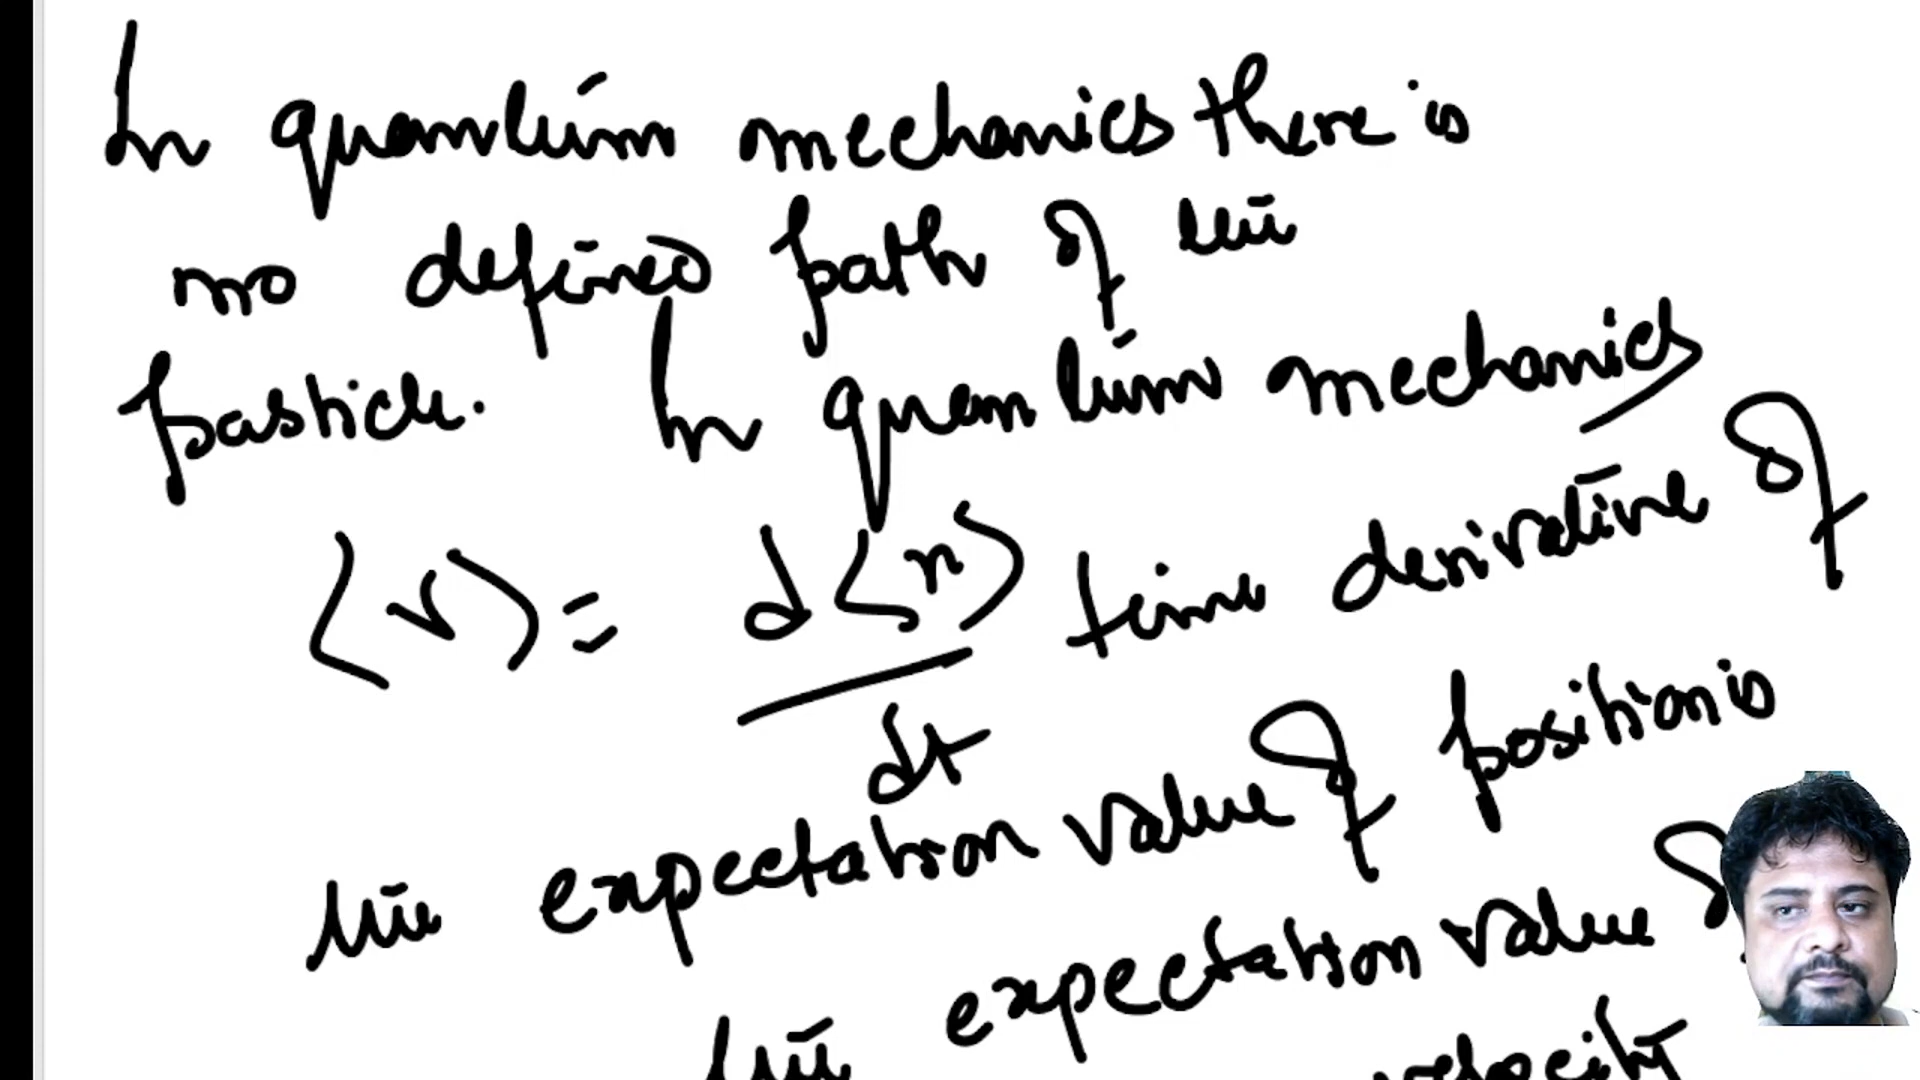 In quantum mechanics there is
no defined path of the
particle. In quantum mechanics
⟨v⟩ = d⟨x⟩ time derivative of
dt
the expectation value of position is
the expectation value of
velocity